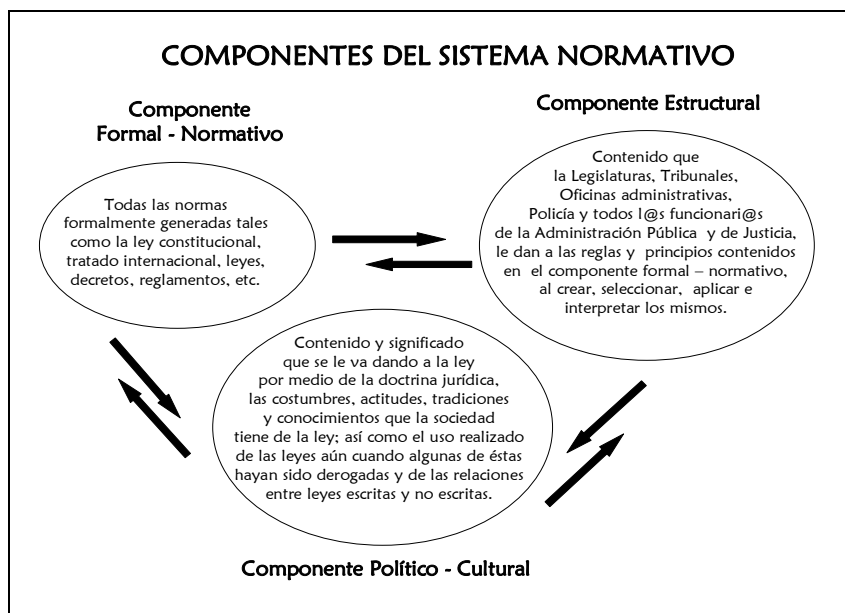 COMPONENTES DEL SISTEMA NORMATIVO
Componente
Formal - Normativo
Todas las normas
formalmente generadas tales
como la ley constitucional,
tratado internacional, leyes,
decretos, reglamentos, etc.
Componente Estructural
Contenido que
la Legislaturas, Tribunales,
Oficinas administrativas,
Policía y todos l@s funcionari@s
de la Administración Pública y de Justicia,
le dan a las reglas y principios contenidos
en el componente formal – normativo,
al crear, seleccionar, aplicar e
interpretar los mismos.
Contenido y significado
que se le va dando a la ley
por medio de la doctrina jurídica,
las costumbres, actitudes, tradiciones
y conocimientos que la sociedad
tiene de la ley; así como el uso realizado
de las leyes aún cuando algunas de éstas
hayan sido derogadas y de las relaciones
entre leyes escritas y no escritas.
Componente Político - Cultural